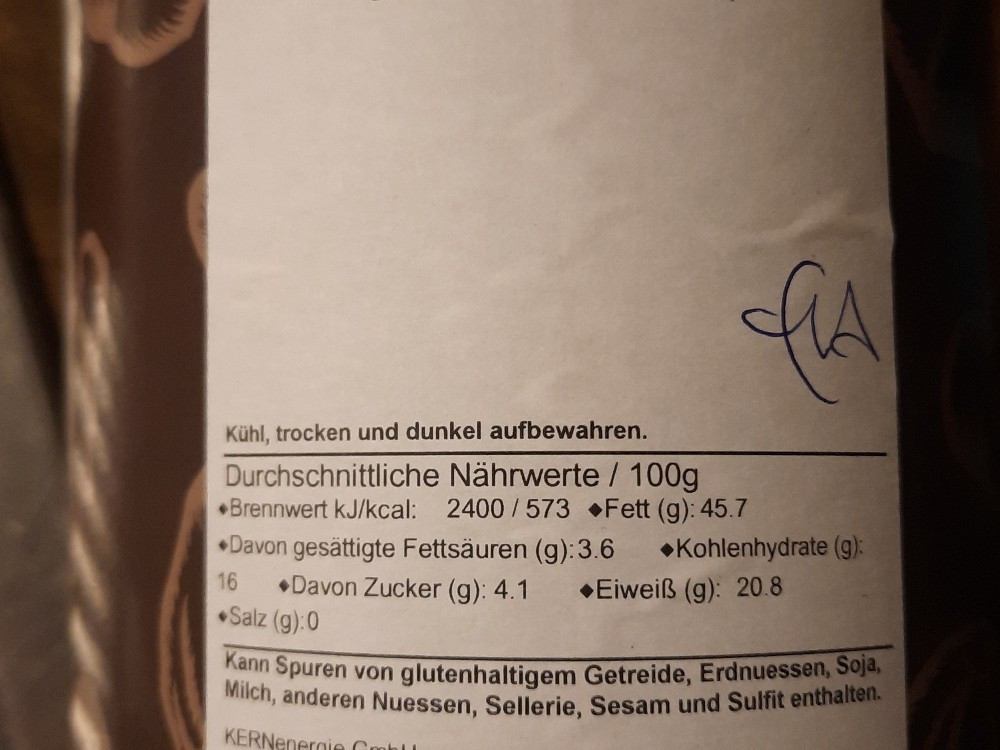 Kühl, trocken und dunkel aufbewahren.
Durchschnittliche Nährwerte / 100g
◆Brennwert kJ/kcal: 2400 / 573 ◆Fett (g): 45.7
◆Davon gesättigte Fettsäuren (g):3.6 ◆Kohlenhydrate (g):
16 ◆Davon Zucker (g): 4.1 ◆Eiweiß (g): 20.8
◆Salz (g):0
Kann Spuren von glutenhaltigem Getreide, Erdnuessen, Soja,
Milch, anderen Nuessen, Sellerie, Sesam und Sulfit enthalten.
KERNenergie GmbH